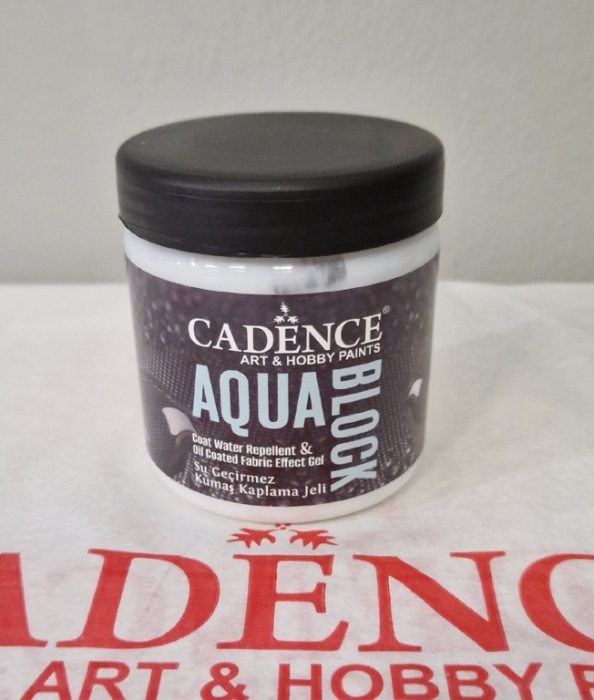 CADENCE®
ART & HOBBY PAINTS
AQUA
BLOCK
Coat Water Repellent &
Oil Coated Fabric Effect Gel
Su Geçirmez
Kumaş Kaplama Jeli
ADENC
ART & HOBBY P